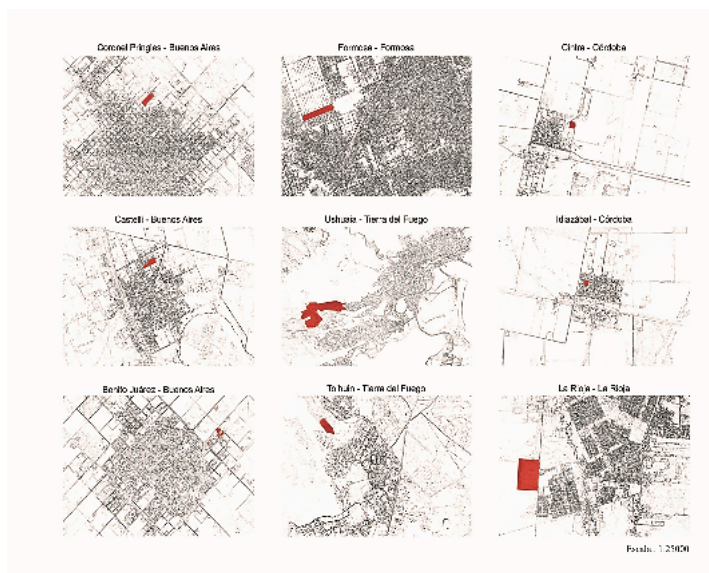 Coronel Pringles - Buenos Aires
Formosa - Formosa
Cintra - Córdoba
Castelli - Buenos Aires
Ushuaia - Tierra del Fuego
Idiazábal - Córdoba
Benito Juárez - Buenos Aires
Tolhuin - Tierra del Fuego
La Rioja - La Rioja
Escala: 1:25000